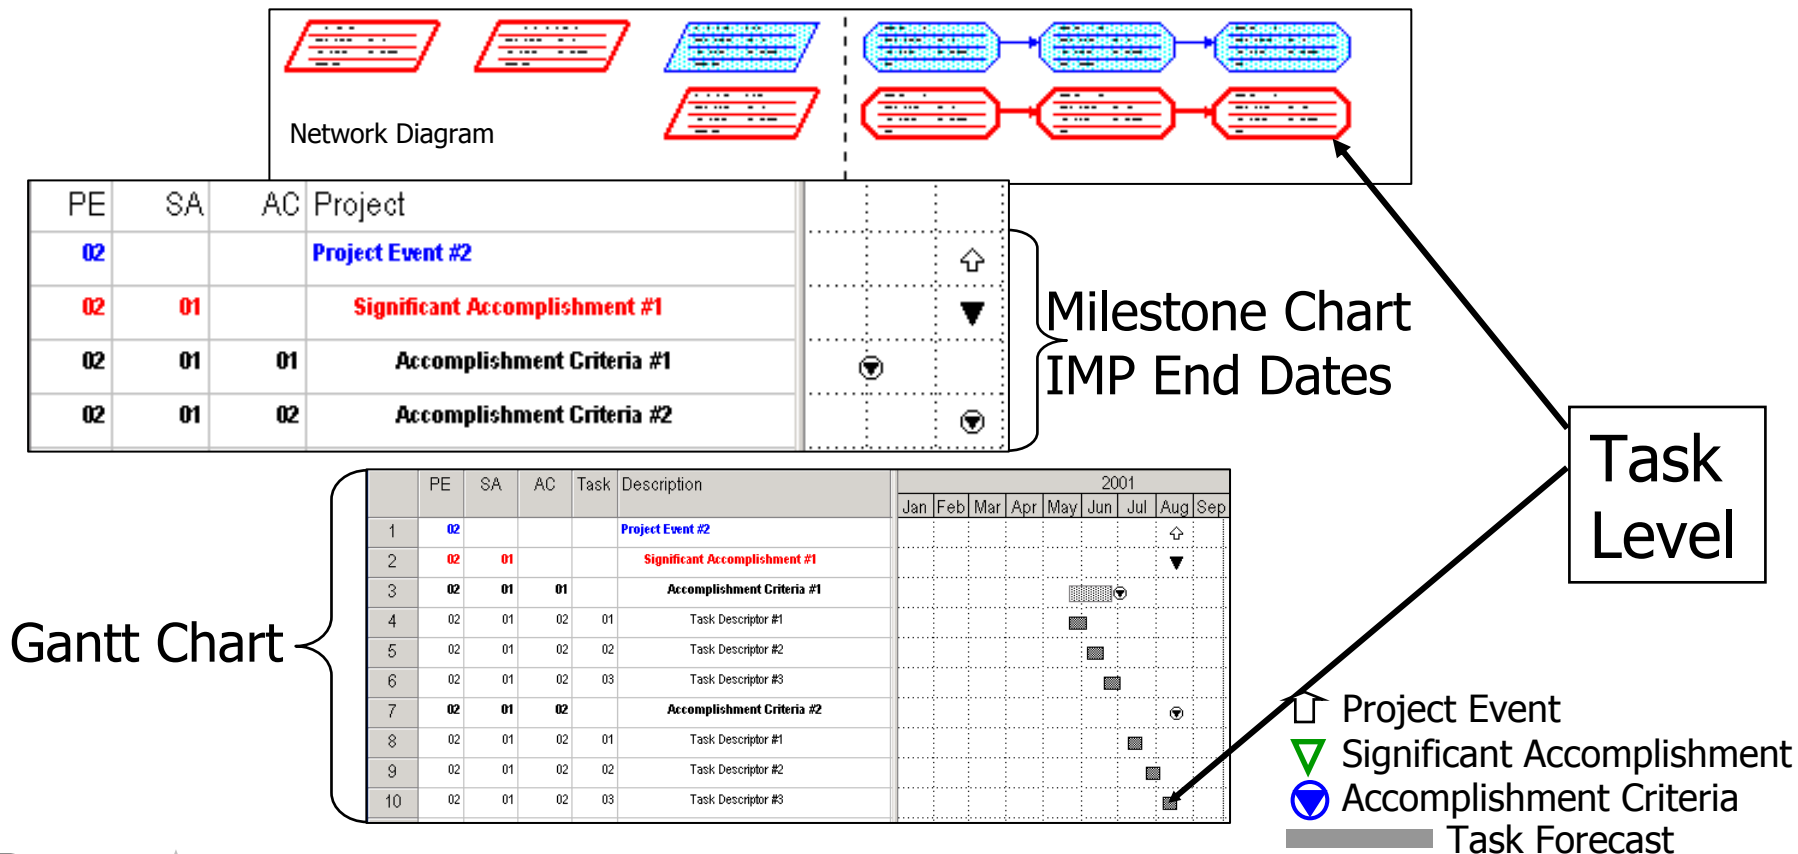 Network Diagram
PE SA AC Project
02 Project Event #2
02 01 Significant Accomplishment #1
02 01 01 Accomplishment Criteria #1
02 01 02 Accomplishment Criteria #2
Milestone Chart
IMP End Dates
Task
Level
Gantt Chart
PE SA AC Task Description 2001
Jan Feb Mar Apr May Jun Jul Aug Sep
1 02 Project Event #2
2 02 01 Significant Accomplishment #1
3 02 01 01 Accomplishment Criteria #1
4 02 01 02 01 Task Descriptor #1
5 02 01 02 02 Task Descriptor #2
6 02 01 02 03 Task Descriptor #3
7 02 01 02 Accomplishment Criteria #2
8 02 01 02 01 Task Descriptor #1
9 02 01 02 02 Task Descriptor #2
10 02 01 02 03 Task Descriptor #3
Project Event
Significant Accomplishment
Accomplishment Criteria
Task Forecast